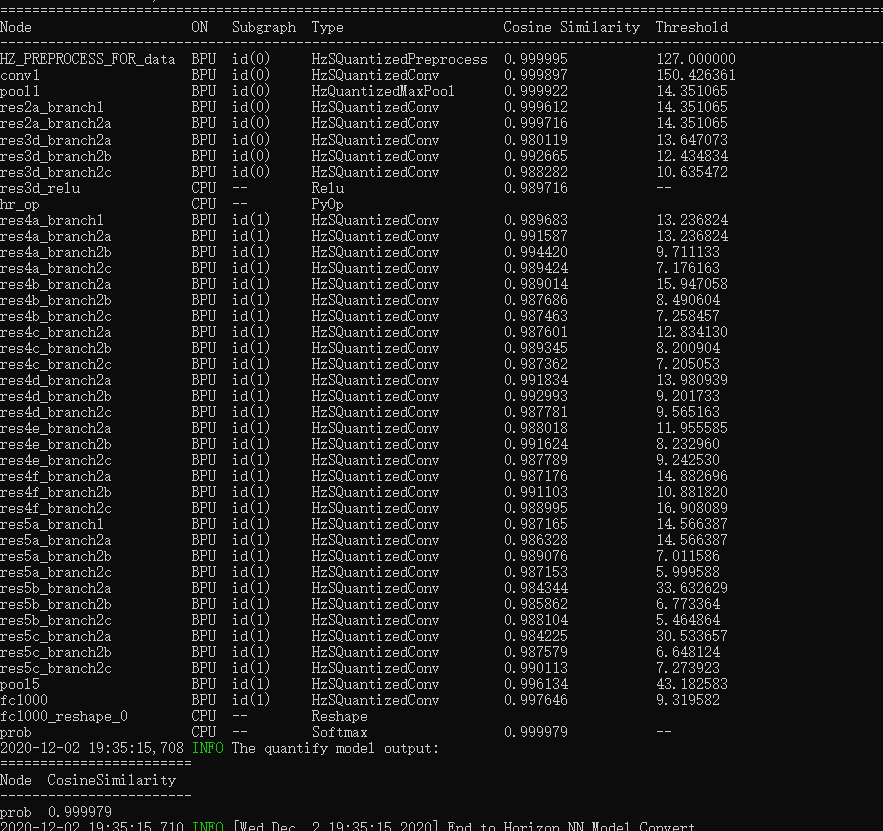 ================================================================================
Node ON Subgraph Type Cosine Similarity Threshold
--------------------------------------------------------------------------------
HZ_PREPROCESS_FOR_data BPU id(0) HzSQuantizedPreprocess 0.999995 127.000000
conv1 BPU id(0) HzSQuantizedConv 0.999897 150.426361
pool1 BPU id(0) HzQuantizedMaxPool 0.999922 14.351065
res2a_branch1 BPU id(0) HzSQuantizedConv 0.999612 14.351065
res2a_branch2a BPU id(0) HzSQuantizedConv 0.999716 14.351065
res3d_branch2a BPU id(0) HzSQuantizedConv 0.980119 13.647073
res3d_branch2b BPU id(0) HzSQuantizedConv 0.992665 12.434834
res3d_branch2c BPU id(0) HzSQuantizedConv 0.988282 10.635472
res3d_relu CPU -- Relu 0.989716 --
hr_op CPU -- PyOp
res4a_branch1 BPU id(1) HzSQuantizedConv 0.989683 13.236824
res4a_branch2a BPU id(1) HzSQuantizedConv 0.991587 13.236824
res4a_branch2b BPU id(1) HzSQuantizedConv 0.994420 9.711133
res4a_branch2c BPU id(1) HzSQuantizedConv 0.989424 7.176163
res4b_branch2a BPU id(1) HzSQuantizedConv 0.989014 15.947058
res4b_branch2b BPU id(1) HzSQuantizedConv 0.987686 8.490604
res4b_branch2c BPU id(1) HzSQuantizedConv 0.987463 7.258457
res4c_branch2a BPU id(1) HzSQuantizedConv 0.987601 12.834130
res4c_branch2b BPU id(1) HzSQuantizedConv 0.989345 8.200904
res4c_branch2c BPU id(1) HzSQuantizedConv 0.987362 7.205053
res4d_branch2a BPU id(1) HzSQuantizedConv 0.991834 13.980939
res4d_branch2b BPU id(1) HzSQuantizedConv 0.992993 9.201733
res4d_branch2c BPU id(1) HzSQuantizedConv 0.987781 9.565163
res4e_branch2a BPU id(1) HzSQuantizedConv 0.988018 11.955585
res4e_branch2b BPU id(1) HzSQuantizedConv 0.991624 8.232960
res4e_branch2c BPU id(1) HzSQuantizedConv 0.987789 9.242530
res4f_branch2a BPU id(1) HzSQuantizedConv 0.987176 14.882696
res4f_branch2b BPU id(1) HzSQuantizedConv 0.991103 10.881820
res4f_branch2c BPU id(1) HzSQuantizedConv 0.988995 16.908089
res5a_branch1 BPU id(1) HzSQuantizedConv 0.987165 14.566387
res5a_branch2a BPU id(1) HzSQuantizedConv 0.986328 14.566387
res5a_branch2b BPU id(1) HzSQuantizedConv 0.989076 7.011586
res5a_branch2c BPU id(1) HzSQuantizedConv 0.987153 5.999588
res5b_branch2a BPU id(1) HzSQuantizedConv 0.984344 33.632629
res5b_branch2b BPU id(1) HzSQuantizedConv 0.985862 6.773364
res5b_branch2c BPU id(1) HzSQuantizedConv 0.988104 5.464864
res5c_branch2a BPU id(1) HzSQuantizedConv 0.984225 30.533657
res5c_branch2b BPU id(1) HzSQuantizedConv 0.987579 6.648124
res5c_branch2c BPU id(1) HzSQuantizedConv 0.990113 7.273923
pool5 BPU id(1) HzSQuantizedConv 0.996134 43.182583
fc1000 BPU id(1) HzSQuantizedConv 0.997646 9.319582
fc1000_reshape_0 CPU -- Reshape
prob CPU -- Softmax 0.999979 --
2020-12-02 19:35:15,708 INFO The quantify model output:
========================
Node CosineSimilarity
------------------------
prob 0.999979
2020-12-02 19:35:15,710 INFO [Wed Dec 2 19:35:15 2020] End to Horizon NN Model Convert.